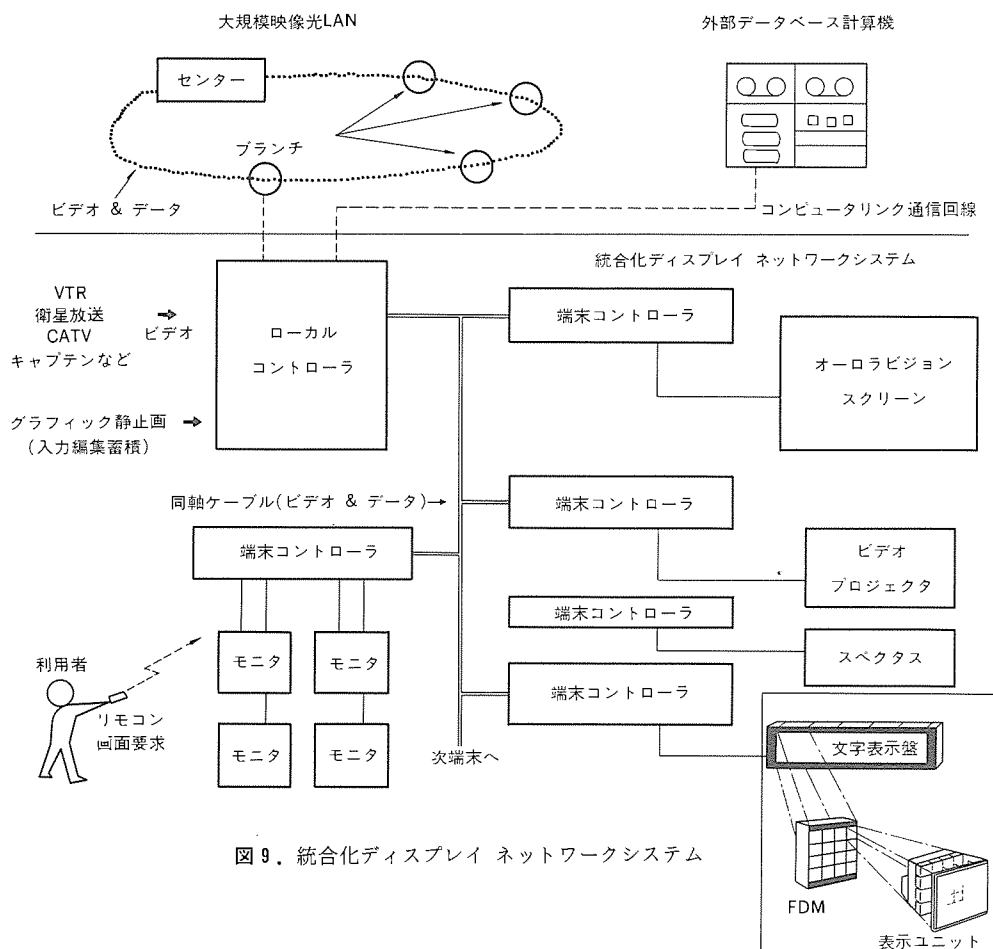 大規模映像光LAN
外部データベース計算機
センター
ブランチ
ビデオ & データ
コンピュータリンク通信回線
統合化ディスプレイ ネットワークシステム
VTR
衛星放送
CATV
キャプテンなど
⇒
ビデオ
ローカル
コントローラ
端末コントローラ
オーロラビジョン
スクリーン
グラフィック静止画 ⇒
(入力編集蓄積)
同軸ケーブル(ビデオ & データ)→
端末コントローラ
端末コントローラ
ビデオ
プロジェクタ
端末コントローラ
スペクタス
モニタ
モニタ
端末コントローラ
利用者
リモコン
画面要求
モニタ
モニタ
次端末へ
文字表示盤
図9. 統合化ディスプレイ ネットワークシステム
FDM
表示ユニット